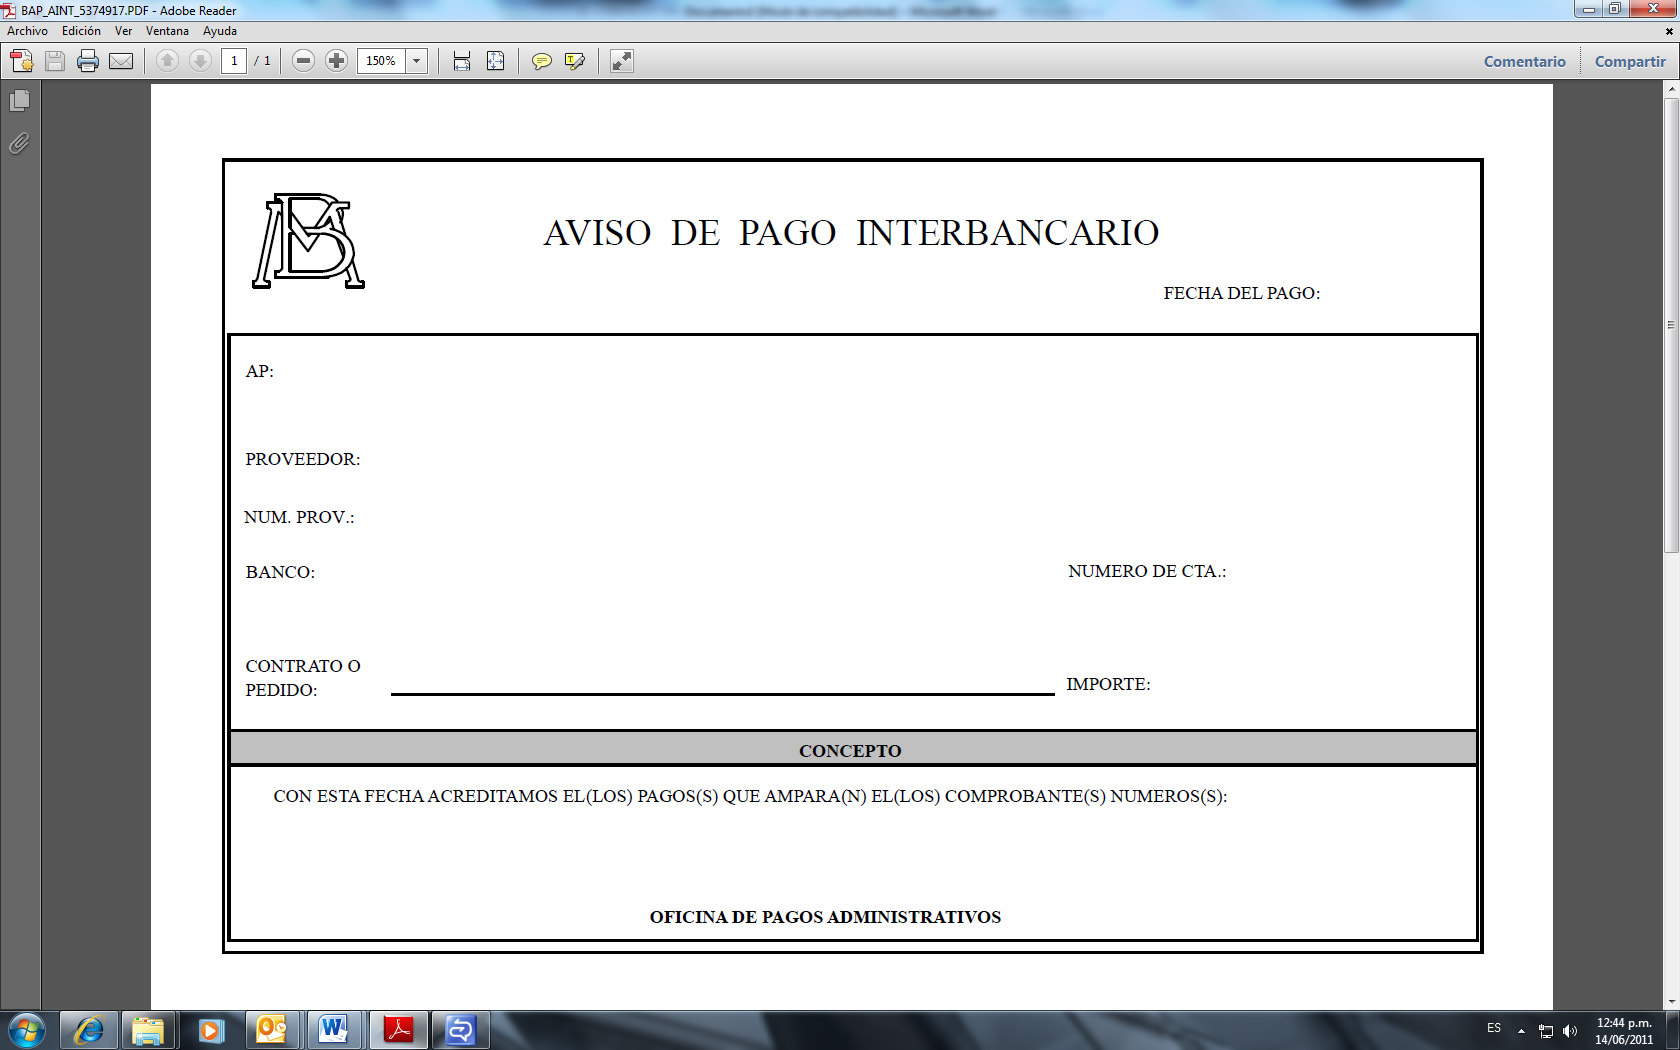 BAP_AINT_5374917.PDF - Adobe Reader
Archivo Edición Ver Ventana Ayuda
1 / 1 150% Comentario Compartir
BM
AVISO DE PAGO INTERBANCARIO
FECHA DEL PAGO:
AP:
PROVEEDOR:
NUM. PROV.:
BANCO: NUMERO DE CTA.:
CONTRATO O
PEDIDO: IMPORTE:
CONCEPTO
CON ESTA FECHA ACREDITAMOS EL(LOS) PAGOS(S) QUE AMPARA(N) EL(LOS) COMPROBANTE(S) NUMEROS(S):
OFICINA DE PAGOS ADMINISTRATIVOS
ES 12:44 p.m.
14/06/2011